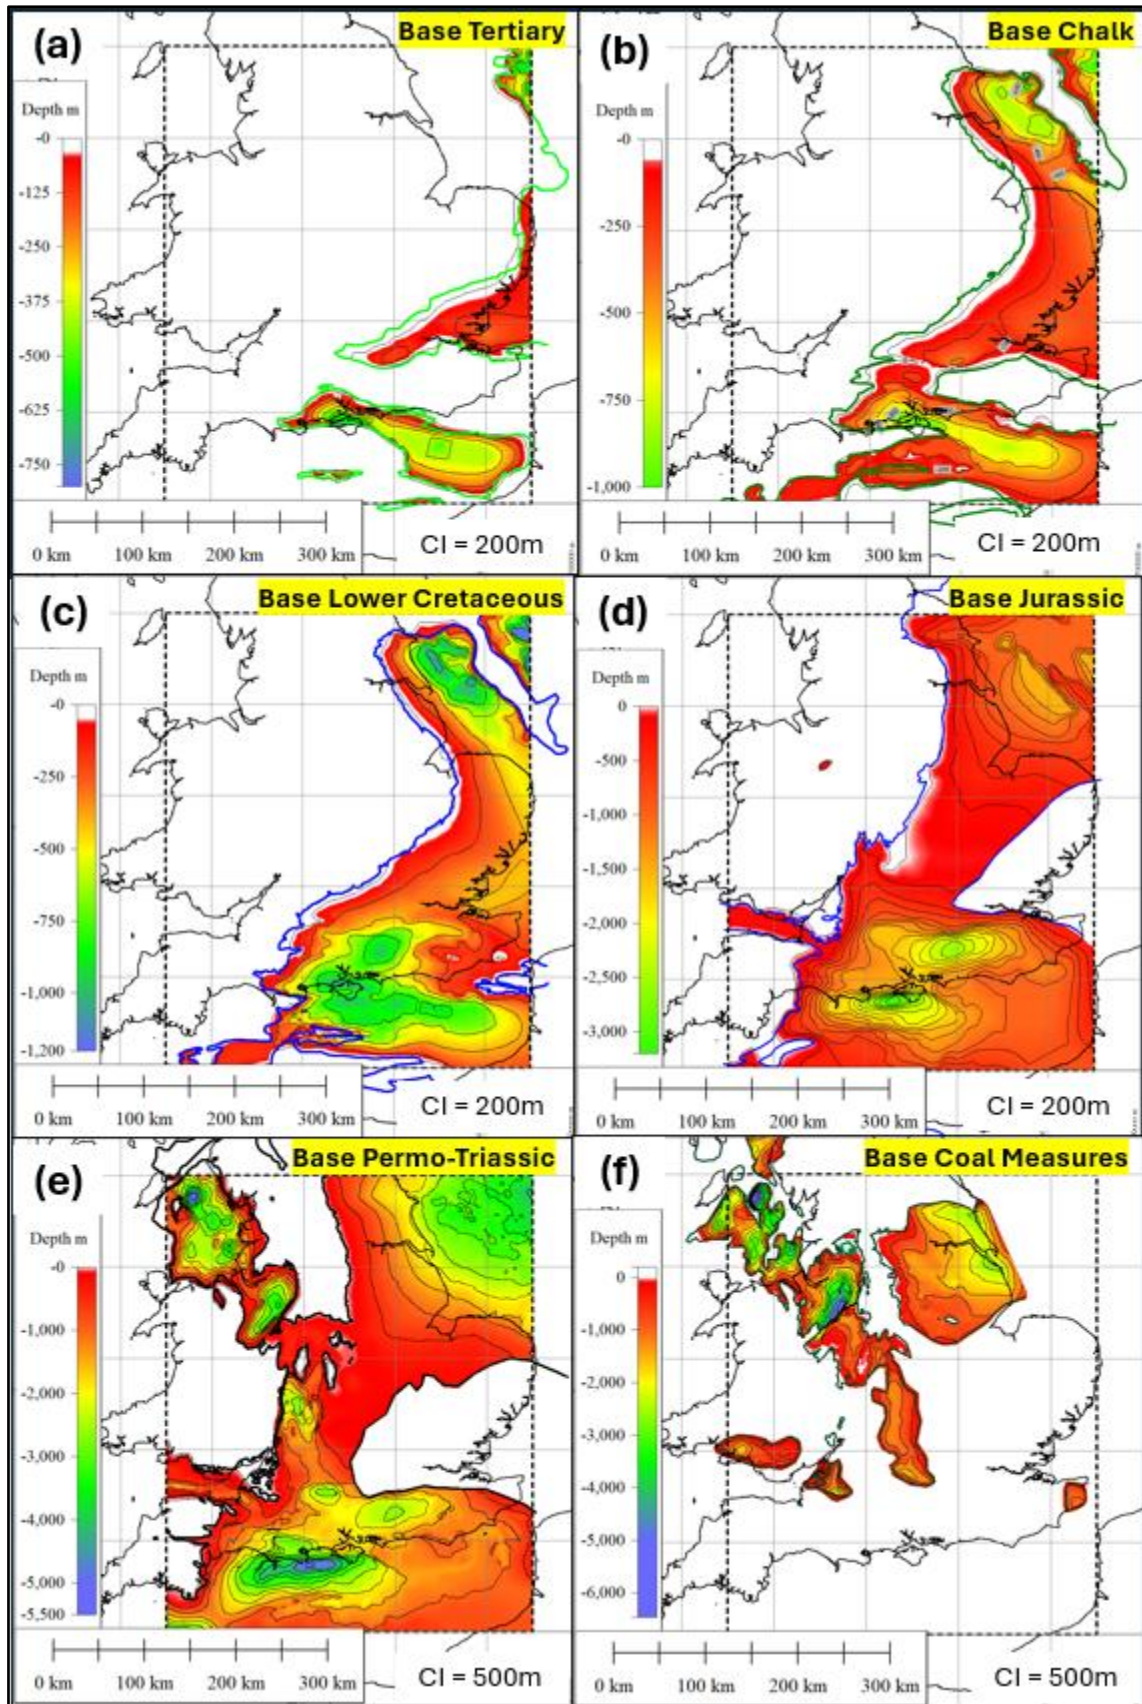 (a)
Base Tertiary
Depth m
-0
-125
-250
-375
-500
-625
-750
0 km 100 km 200 km 300 km
CI = 200m
(b)
Base Chalk
Depth m
-0
-250
-500
-750
-1,000
0 km 100 km 200 km 300 km
CI = 200m
(c)
Base Lower Cretaceous
Depth m
-0
-250
-500
-750
-1,000
-1,200
0 km 100 km 200 km 300 km
CI = 200m
(d)
Base Jurassic
Depth m
0
-500
-1,000
-1,500
-2,000
-2,500
-3,000
0 km 100 km 200 km 300 km
CI = 200m
(e)
Base Permo-Triassic
Depth m
-0
-1,000
-2,000
-3,000
-4,000
-5,000
-5,500
0 km 100 km 200 km 300 km
CI = 500m
(f)
Base Coal Measures
Depth m
0
-1,000
-2,000
-3,000
-4,000
-5,000
-6,000
0 km 100 km 200 km 300 km
CI = 500m